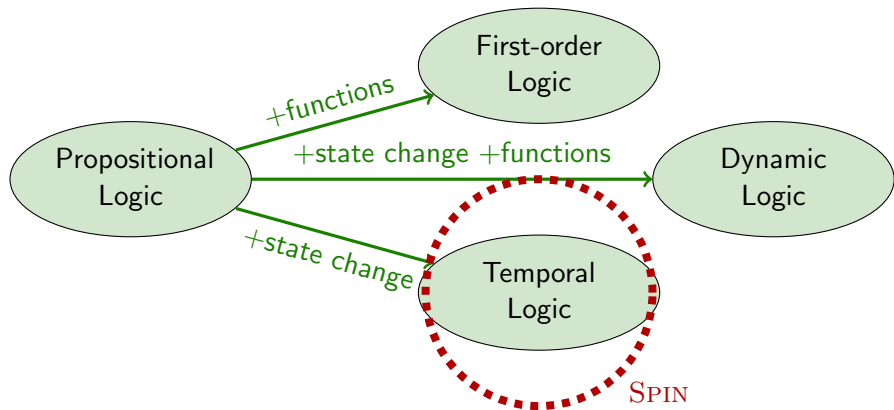 First-order
Logic
+functions
+state change +functions
Propositional
Logic
Dynamic
Logic
+state change
Temporal
Logic
SPIN